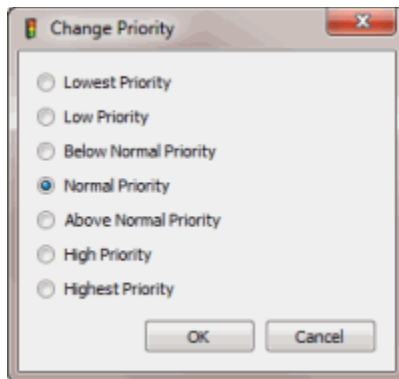 Change Priority
Lowest Priority
Low Priority
Below Normal Priority
Normal Priority
Above Normal Priority
High Priority
Highest Priority
OK Cancel